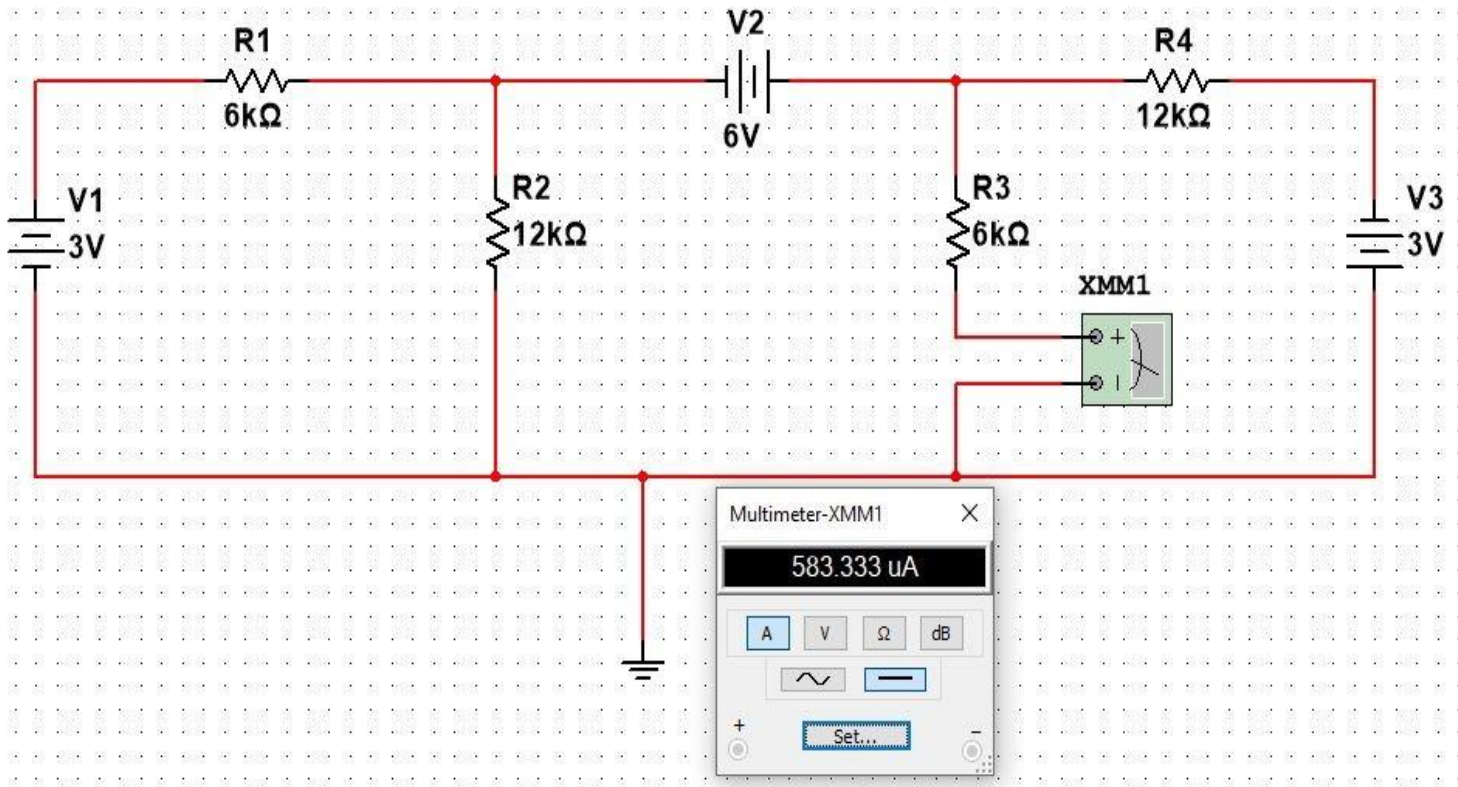 R1
6kΩ
V2
6V
R4
12kΩ
V1
3V
R2
12kΩ
R3
6kΩ
V3
3V
XMM1
+
Multimeter-XMM1
583.333 uA
A V Ω dB
+
Set...
-